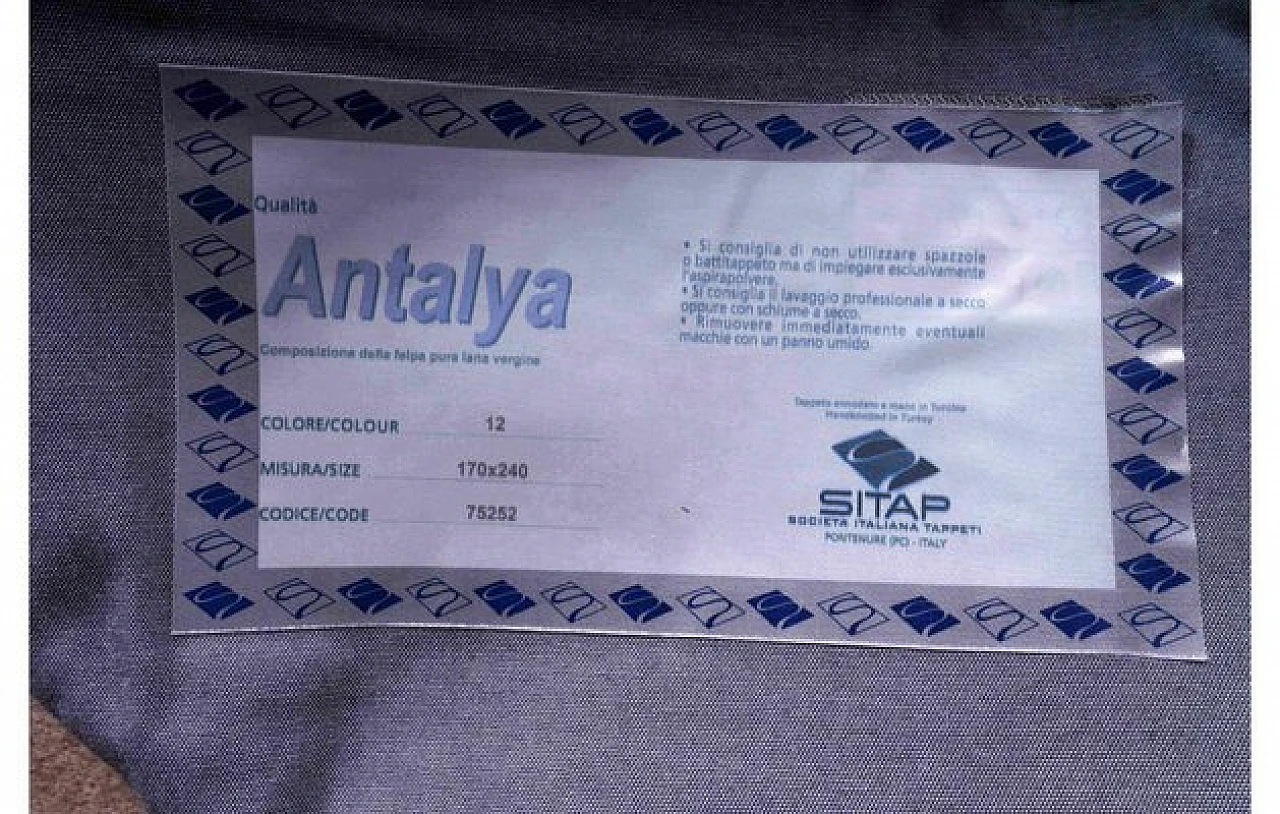 Qualità
Antalya
Composizione della felpa pura lana vergine
COLORE/COLOUR 12
MISURA/SIZE 170x240
CODICE/CODE 75252
• Si consiglia di non utilizzare spazzole
o battitappeto ma di impiegare esclusivamente
l'aspirapolvere.
• Si consiglia il lavaggio professionale a secco
oppure con schiume a secco.
• Rimuovere immediatamente eventuali
macchie con un panno umido.
Tappeto annodato a mano in Turchia
Handknotted in Turkey
SITAP
SOCIETA ITALIANA TAPPETI
PONTENURE (PC) - ITALY